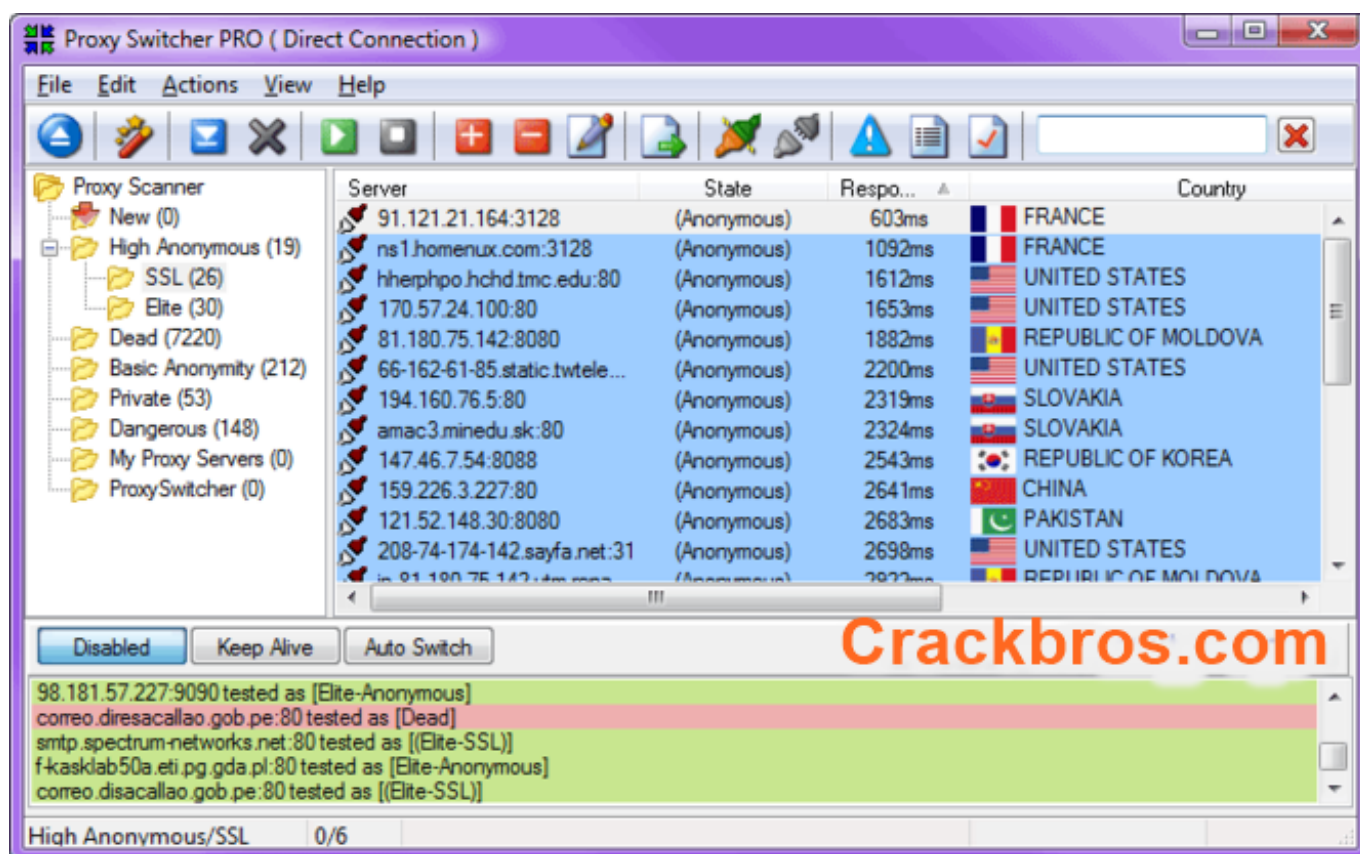 Proxy Switcher PRO ( Direct Connection )
File Edit Actions View Help
Proxy Scanner
New (0)
High Anonymous (19)
SSL (26)
Elite (30)
Dead (7220)
Basic Anonymity (212)
Private (53)
Dangerous (148)
My Proxy Servers (0)
ProxySwitcher (0)
Server State Respo... Country
91.121.21.164:3128 (Anonymous) 603ms FRANCE
ns1.homenux.com:3128 (Anonymous) 1092ms FRANCE
hherphpo.hchd.tmc.edu:80 (Anonymous) 1612ms UNITED STATES
170.57.24.100:80 (Anonymous) 1653ms UNITED STATES
81.180.75.142:8080 (Anonymous) 1882ms REPUBLIC OF MOLDOVA
66-162-61-85.static.twtele... (Anonymous) 2200ms UNITED STATES
194.160.76.5:80 (Anonymous) 2319ms SLOVAKIA
amac3.minedu.sk:80 (Anonymous) 2324ms SLOVAKIA
147.46.7.54:8088 (Anonymous) 2543ms REPUBLIC OF KOREA
159.226.3.227:80 (Anonymous) 2641ms CHINA
121.52.148.30:8080 (Anonymous) 2683ms PAKISTAN
208-74-174-142.sayfa.net:31 (Anonymous) 2698ms UNITED STATES
(Anonymous) 2922ms REPUBLIC OF MOLDOVA
Disabled Keep Alive Auto Switch
Crackbros.com
98.181.57.227:9090 tested as [Elite-Anonymous]
correo.diresacallao.gob.pe:80 tested as [Dead]
smtp.spectrum-networks.net:80 tested as [(Elite-SSL)]
f-kasklab50a.eti.pg.gda.pl:80 tested as [Elite-Anonymous]
correo.disacallao.gob.pe:80 tested as [(Elite-SSL)]
High Anonymous/SSL 0/6